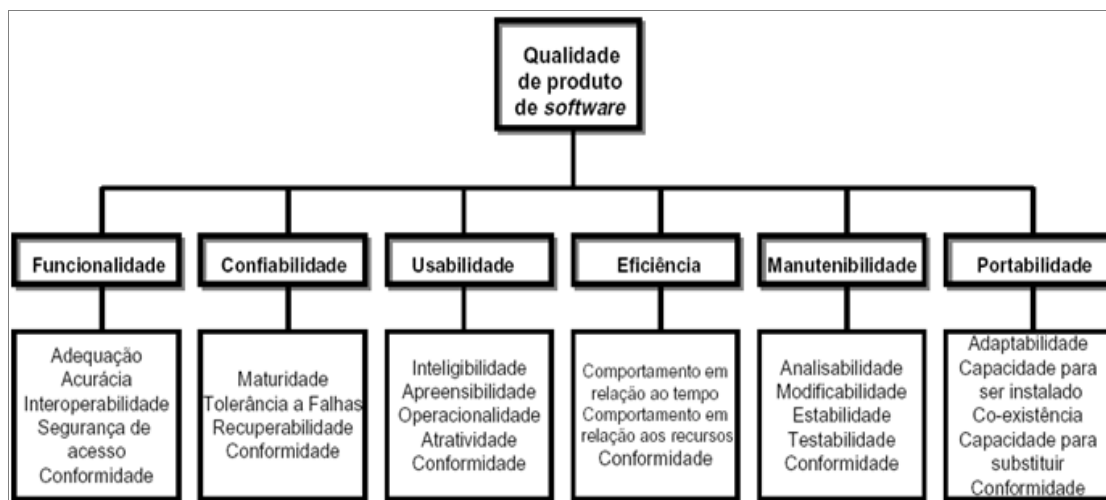 Qualidade
de produto
de software
Funcionalidade
Confiabilidade
Usabilidade
Eficiência
Manutenibilidade
Portabilidade
Adequação
Acurácia
Interoperabilidade
Segurança de
acesso
Conformidade
Maturidade
Tolerância a Falhas
Recuperabilidade
Conformidade
Inteligibilidade
Apreensibilidade
Operacionalidade
Atratividade
Conformidade
Comportamento em
relação ao tempo
Comportamento em
relação aos recursos
Conformidade
Analisabilidade
Modificabilidade
Estabilidade
Testabilidade
Conformidade
Adaptabilidade
Capacidade para
ser instalado
Co-existência
Capacidade para
substituir
Conformidade